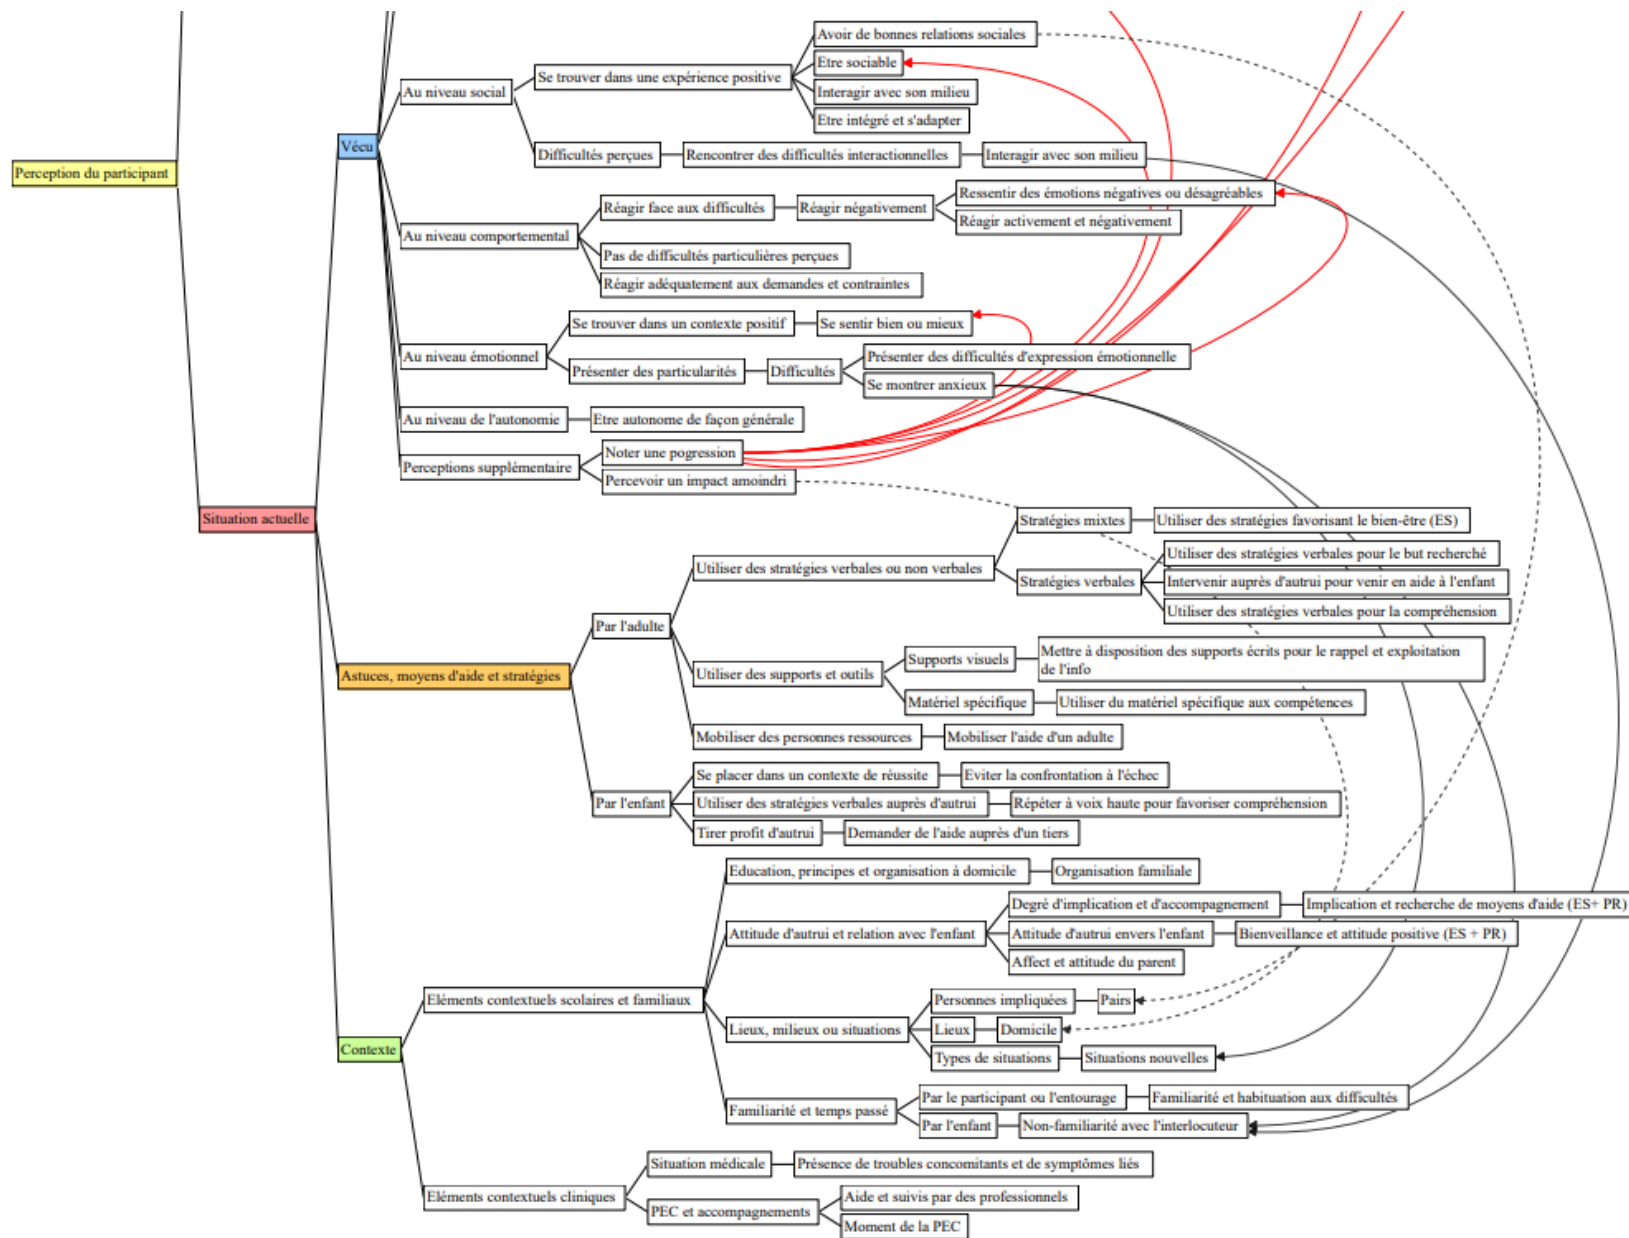 Avoir de bonnes relations sociales
Etre sociable
Se trouver dans une expérience positive
Au niveau social
Interagir avec son milieu
Etre intégré et s'adapter
Vécu
Difficultés perçues
Rencontrer des difficultés interactionnelles
Interagir avec son milieu
Perception du participant
Ressentir des émotions négatives ou désagréables
Réagir face aux difficultés
Réagir négativement
Réagir activement et négativement
Au niveau comportemental
Pas de difficultés particulières perçues
Réagir adéquatement aux demandes et contraintes
Se trouver dans un contexte positif
Se sentir bien ou mieux
Au niveau émotionnel
Présenter des particularités
Difficultés
Présenter des difficultés d'expression émotionnelle
Se montrer anxieux
Au niveau de l'autonomie
Etre autonome de façon générale
Noter une pogression
Perceptions supplémentaire
Percevoir un impact amoindri
Situation actuelle
Stratégies mixtes
Utiliser des stratégies favorisant le bien-être (ES)
Utiliser des stratégies verbales ou non verbales
Utiliser des stratégies verbales pour le but recherché
Stratégies verbales
Intervenir auprès d'autrui pour venir en aide à l'enfant
Utiliser des stratégies verbales pour la compréhension
Par l'adulte
Supports visuels
Mettre à disposition des supports écrits pour le rappel et exploitation
de l'info
Utiliser des supports et outils
Astuces, moyens d'aide et stratégies
Matériel spécifique
Utiliser du matériel spécifique aux compétences
Mobiliser des personnes ressources
Mobiliser l'aide d'un adulte
Se placer dans un contexte de réussite
Eviter la confrontation à l'échec
Par l'enfant
Utiliser des stratégies verbales auprès d'autrui
Répéter à voix haute pour favoriser compréhension
Tirer profit d'autrui
Demander de l'aide auprès d'un tiers
Education, principes et organisation à domicile
Organisation familiale
Degré d'implication et d'accompagnement
Implication et recherche de moyens d'aide (ES+ PR)
Attitude d'autrui et relation avec l'enfant
Attitude d'autrui envers l'enfant
Bienveillance et attitude positive (ES + PR)
Affect et attitude du parent
Eléments contextuels scolaires et familiaux
Personnes impliquées
Pairs
Lieux, milieux ou situations
Lieux
Domicile
Contexte
Types de situations
Situations nouvelles
Par le participant ou l'entourage
Familiarité et habituation aux difficultés
Familiarité et temps passé
Par l'enfant
Non-familiarité avec l'interlocuteur
Situation médicale
Présence de troubles concomitants et de symptômes liés
Eléments contextuels cliniques
Aide et suivis par des professionnels
PEC et accompagnements
Moment de la PEC